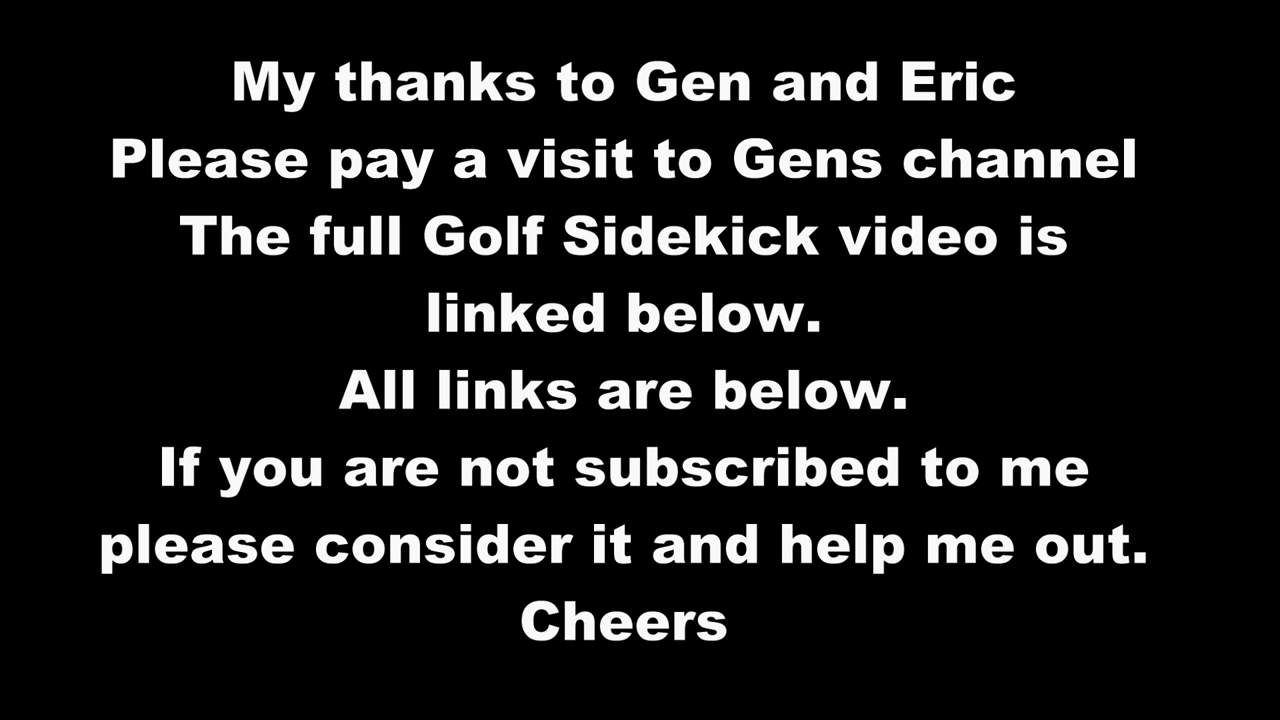 My thanks to Gen and Eric
Please pay a visit to Gens channel
The full Golf Sidekick video is
linked below.
All links are below.
If you are not subscribed to me
please consider it and help me out.
Cheers